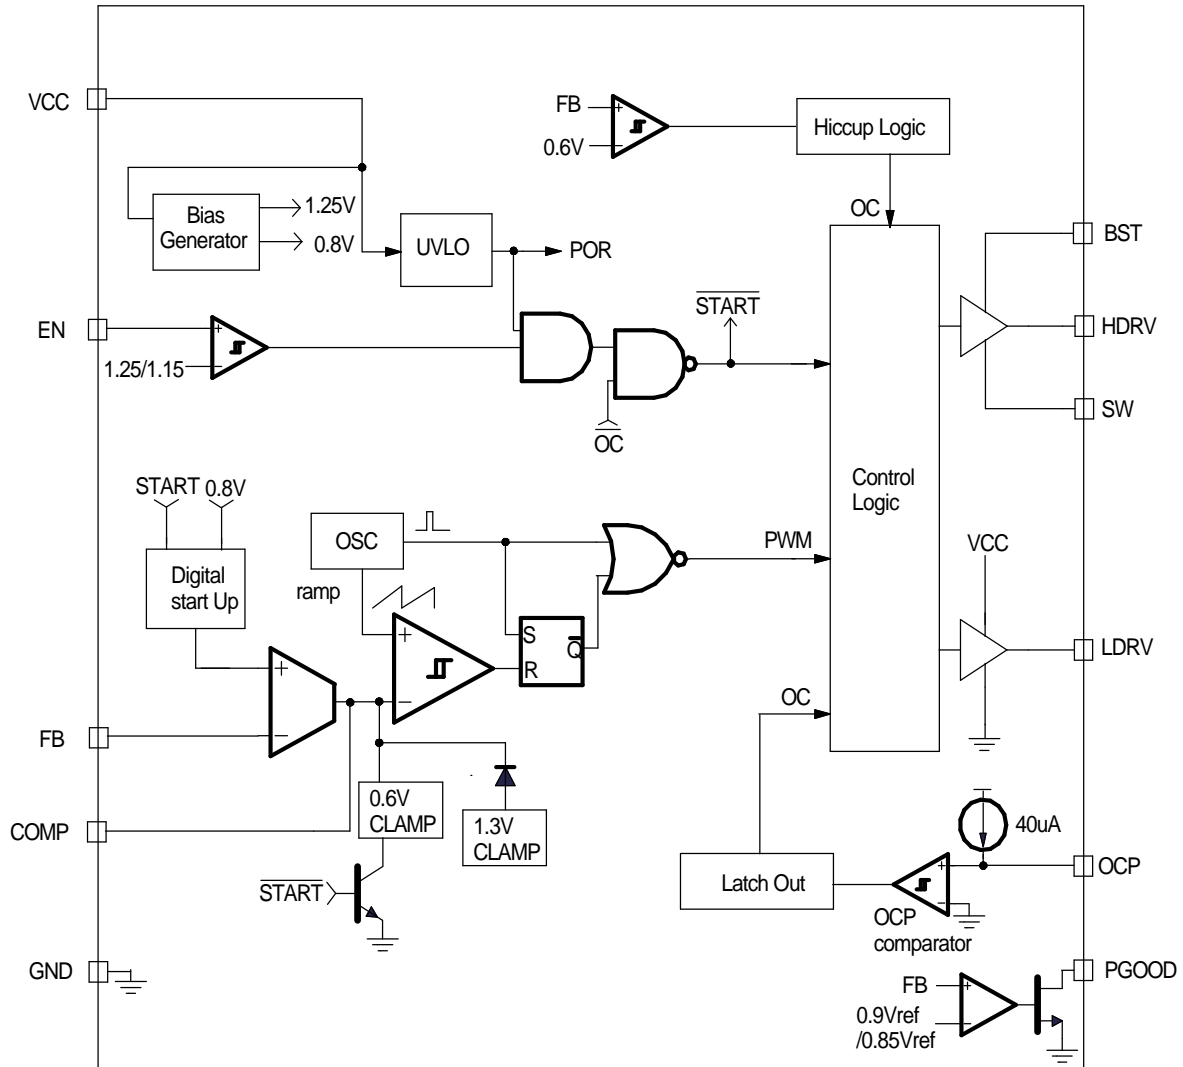 VCC
FB
+
0.6V
−
Hiccup Logic
OC
Bias
Generator
1.25V
0.8V
UVLO
POR
BST
EN
+
1.25/1.15
−
START
HDRV
OC
SW
START 0.8V
Control
Logic
OSC
PWM
VCC
Digital
start Up
ramp
+
S
Q
R
LDRV
+
−
OC
FB
−
0.6V
CLAMP
1.3V
CLAMP
40uA
COMP
START
Latch Out
+
−
OCP
OCP
comparator
GND
PGOOD
FB
+
0.9Vref
/0.85Vref
−